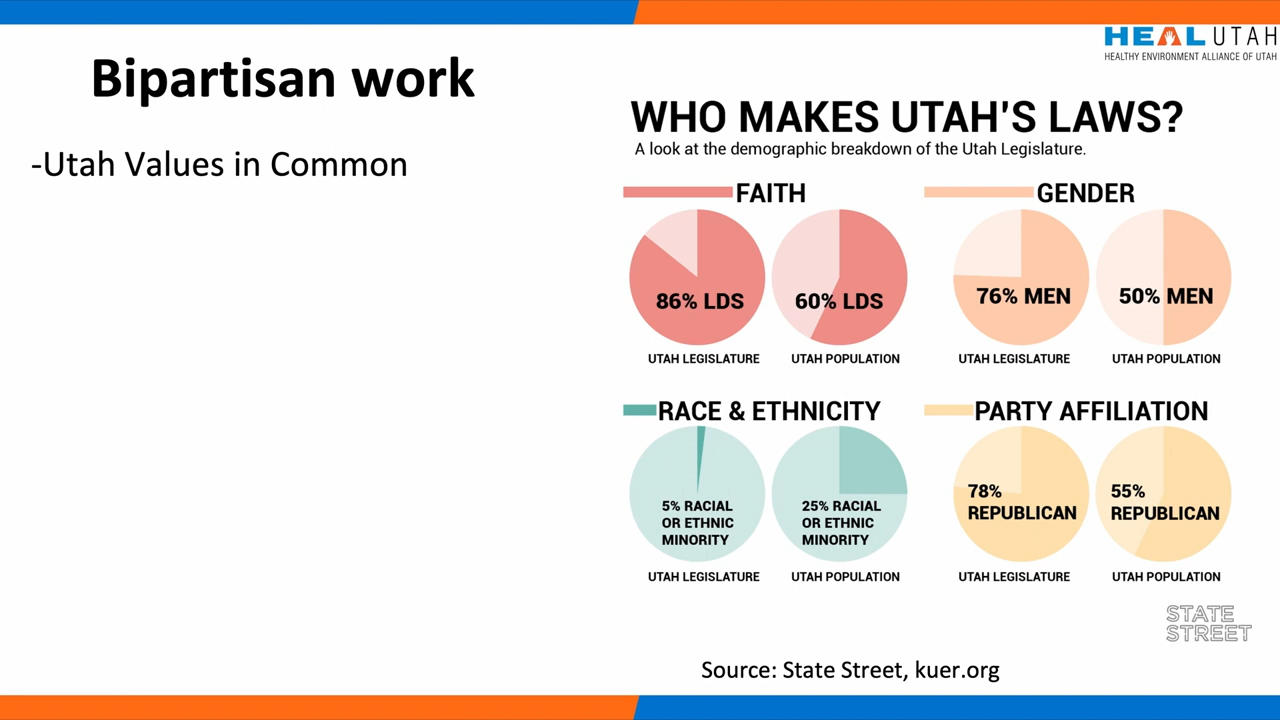 HEAL UTAH
HEALTHY ENVIRONMENT ALLIANCE OF UTAH
Bipartisan work
-Utah Values in Common
WHO MAKES UTAH'S LAWS?
A look at the demographic breakdown of the Utah Legislature.
FAITH
86% LDS
UTAH LEGISLATURE
60% LDS
UTAH POPULATION
GENDER
76% MEN
UTAH LEGISLATURE
50% MEN
UTAH POPULATION
RACE & ETHNICITY
5% RACIAL
OR ETHNIC
MINORITY
UTAH LEGISLATURE
25% RACIAL
OR ETHNIC
MINORITY
UTAH POPULATION
PARTY AFFILIATION
78%
REPUBLICAN
UTAH LEGISLATURE
55%
REPUBLICAN
UTAH POPULATION
STATE
STREET
Source: State Street, kuer.org